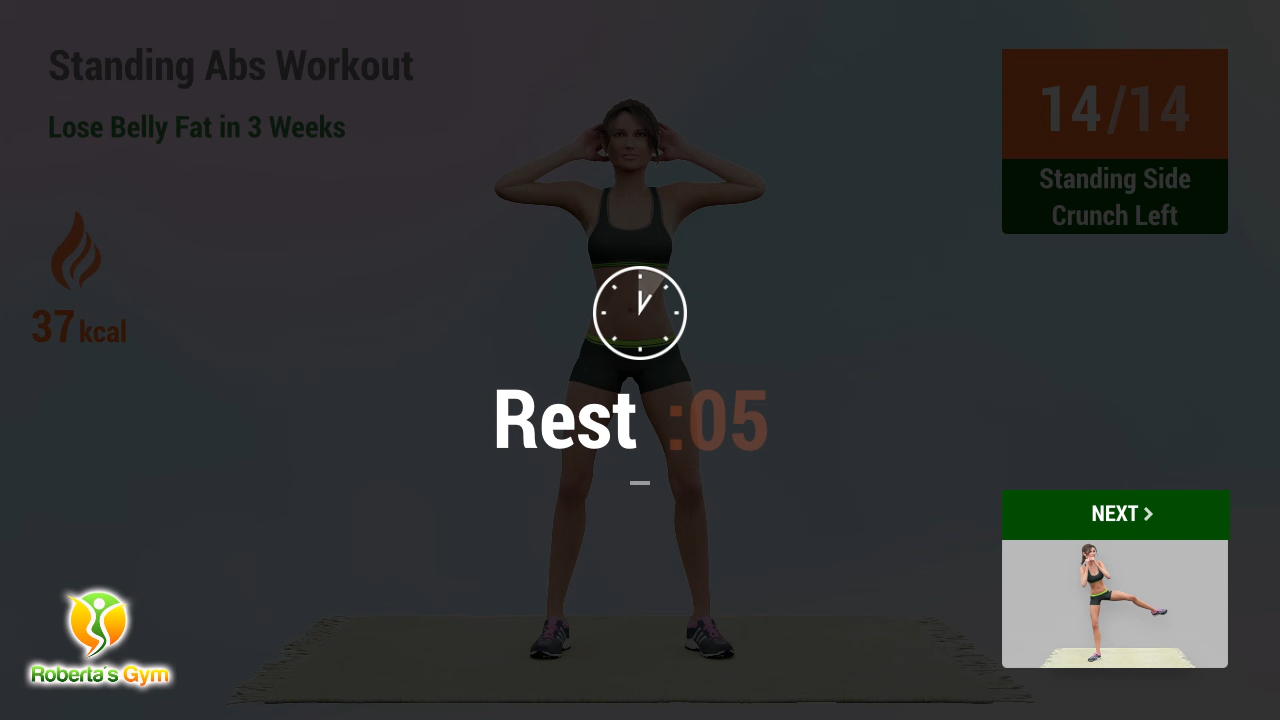 Standing Abs Workout
Lose Belly Fat in 3 Weeks
14/14
Standing Side
Crunch Left
37 kcal
Rest :05
NEXT >
Roberta´s Gym